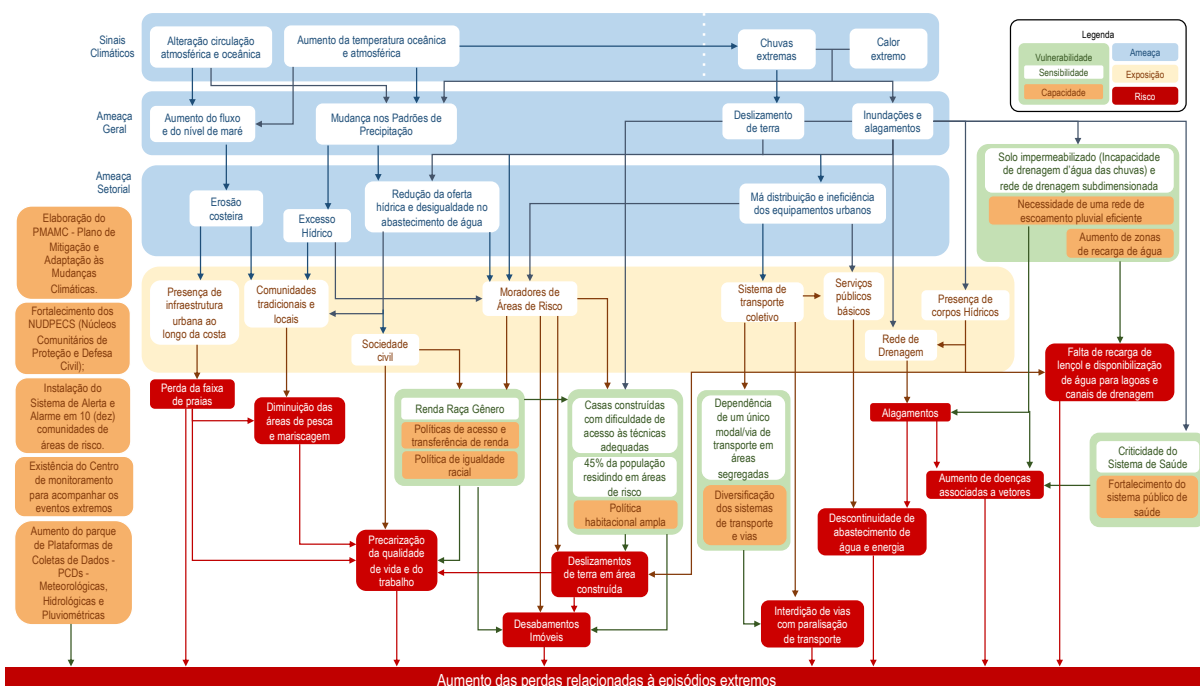 Sinais
Climáticos
Alteração circulação
atmosférica e oceânica
Aumento da temperatura oceânica
e atmosférica
Chuvas
extremas
Calor
extremo
Legenda
Vulnerabilidade
Sensibilidade
Capacidade
Ameaça
Exposição
Risco
Ameaça
Geral
Aumento do fluxo
e do nível de maré
Mudança nos Padrões de
Precipitação
Deslizamento
de terra
Inundações e
alagamentos
Solo impermeabilizado (Incapacidade
de drenagem d'água das chuvas) e
rede de drenagem subdimensionada
Necessidade de uma rede de
escoamento pluvial eficiente
Aumento de zonas
de recarga de água
Ameaça
Setorial
Erosão
costeira
Excesso
Hídrico
Redução da oferta
hídrica e desigualdade no
abastecimento de água
Má distribuição e ineficiência
dos equipamentos urbanos
Elaboração do
PMAMC - Plano de
Mitigação e
Adaptação às
Mudanças
Climáticas.
Fortalecimento dos
NUDPECS (Núcleos
Comunitários de
Proteção e Defesa
Civil);
Instalação do
Sistema de Alerta e
Alarme em 10 (dez)
comunidades de
áreas de risco.
Existência do Centro
de monitoramento
para acompanhar os
eventos extremos
Aumento do parque
de Plataformas de
Coletas de Dados -
PCDs -
Meteorológicas,
Hidrológicas e
Pluviométricas
Presença de
infraestrutura
urbana ao
longo da costa
Comunidades
tradicionais e
locais
Sociedade
civil
Moradores de
Áreas de Risco
Sistema de
transporte
coletivo
Serviços
públicos
básicos
Rede de
Drenagem
Presença de
corpos Hídricos
Perda da faixa
de praias
Diminuição das
áreas de pesca
e mariscagem
Renda Raça Gênero
Políticas de acesso e
transferência de renda
Política de igualdade
racial
Casas construídas
com dificuldade de
acesso às técnicas
adequadas
45% da população
residindo em áreas
de risco
Política
habitacional ampla
Dependência
de um único
modal/via de
transporte em
áreas
segregadas
Diversificação
dos sistemas
de transporte
e vias
Alagamentos
Falta de recarga de
lençol e disponibilização
de água para lagoas e
canais de drenagem
Aumento de doenças
associadas a vetores
Criticidade do
Sistema de Saúde
Fortalecimento do
sistema público de
saúde
Precarização
da qualidade
de vida e do
trabalho
Deslizamentos
de terra em área
construída
Descontinuidade de
abastecimento de
água e energia
Desabamentos
Imóveis
Interdição de vias
com paralisação
de transporte
Aumento das perdas relacionadas à episódios extremos